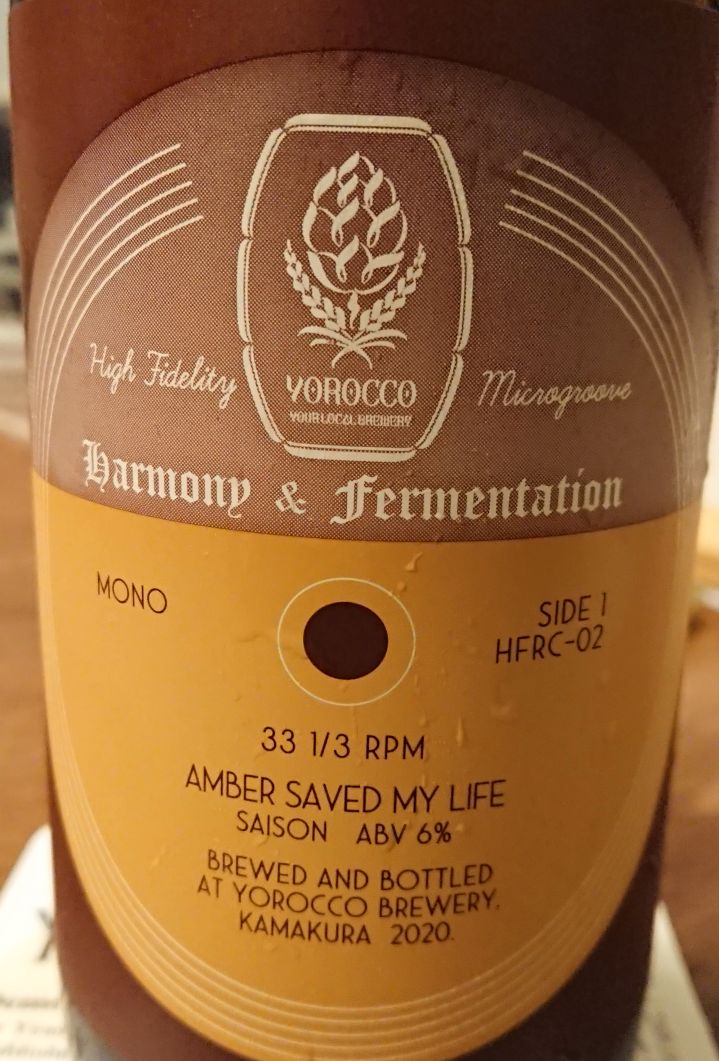 YOROCCO
YOUR LOCAL BREWERY
High Fidelity
Microgroove
Harmony & Fermentation
MONO
SIDE 1
HFRC-02
33 1/3 RPM
AMBER SAVED MY LIFE
SAISON ABV 6%
BREWED AND BOTTLED
AT YOROCCO BREWERY.
KAMAKURA 2020.